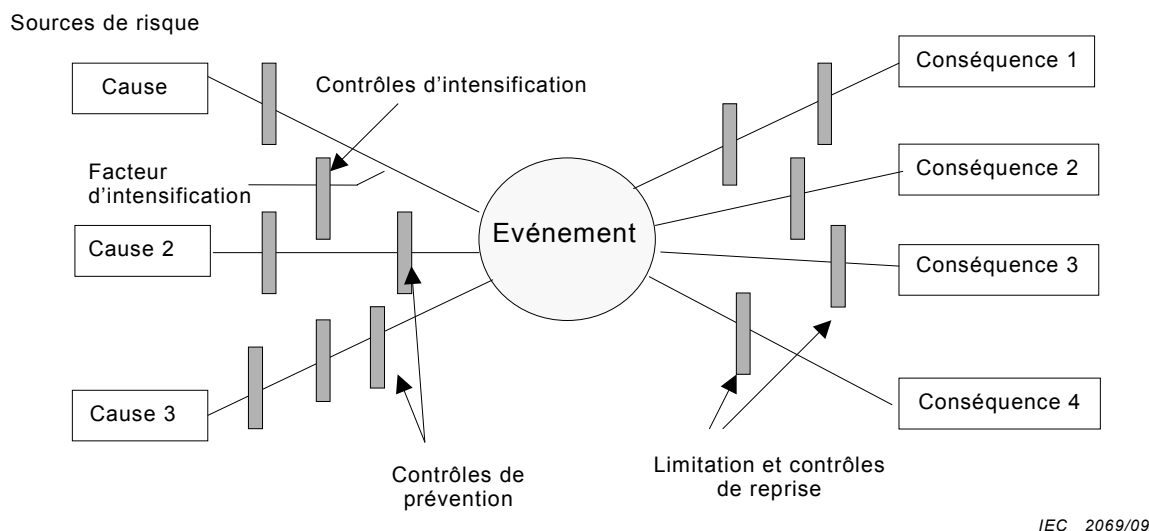 Sources de risque
Cause
Contrôles d’intensification
Facteur
d’intensification
Cause 2
Cause 3
Contrôles de
prévention
Evénement
Conséquence 1
Conséquence 2
Conséquence 3
Conséquence 4
Limitation et contrôles
de reprise
IEC 2069/09